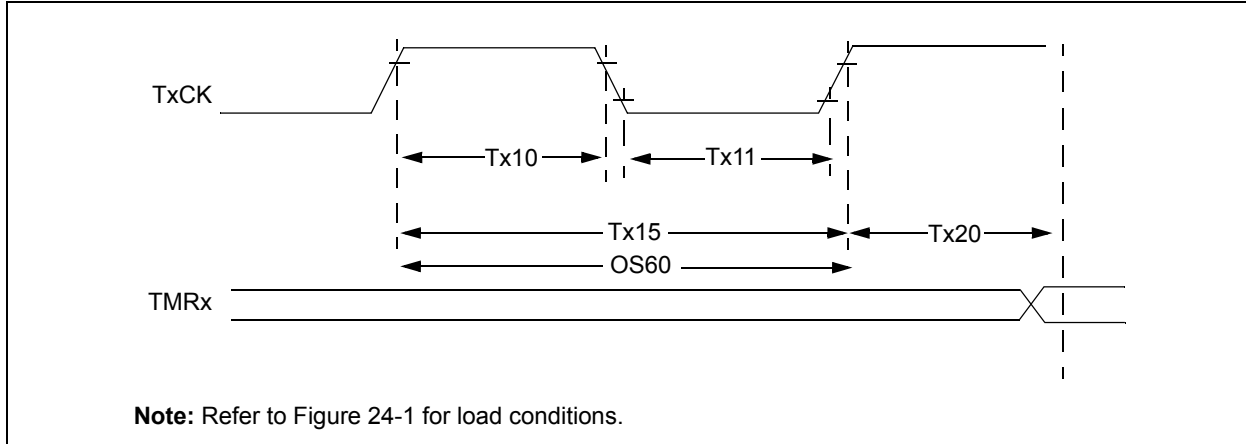 TxCK
Tx10
Tx11
Tx15
Tx20
OS60
TMRx
Note: Refer to Figure 24-1 for load conditions.